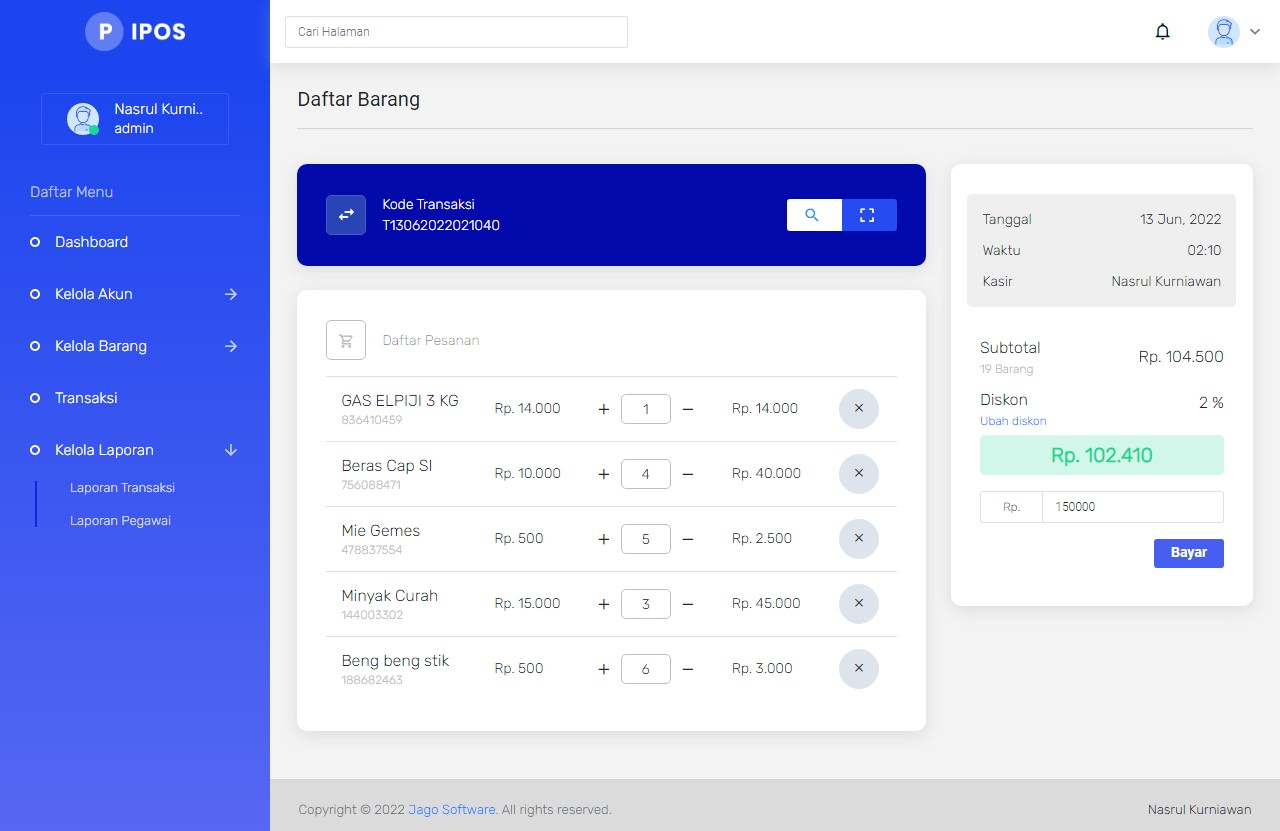 P IPOS
Cari Halaman
Nasrul Kurni..
admin
Daftar Menu
Dashboard
Kelola Akun
Kelola Barang
Transaksi
Kelola Laporan
Laporan Transaksi
Laporan Pegawai
Daftar Barang
Kode Transaksi
T13062022021040
Daftar Pesanan
GAS ELPIJI 3 KG
836410459
Rp. 14.000 + 1 − Rp. 14.000 ×
Beras Cap SI
756088471
Rp. 10.000 + 4 − Rp. 40.000 ×
Mie Gemes
478837554
Rp. 500 + 5 − Rp. 2.500 ×
Minyak Curah
144003302
Rp. 15.000 + 3 − Rp. 45.000 ×
Beng beng stik
188682463
Rp. 500 + 6 − Rp. 3.000 ×
Tanggal 13 Jun, 2022
Waktu 02:10
Kasir Nasrul Kurniawan
Subtotal
19 Barang
Rp. 104.500
Diskon
Ubah diskon
2 %
Rp. 102.410
Rp. 150000
Bayar
Copyright © 2022 Jago Software. All rights reserved.
Nasrul Kurniawan